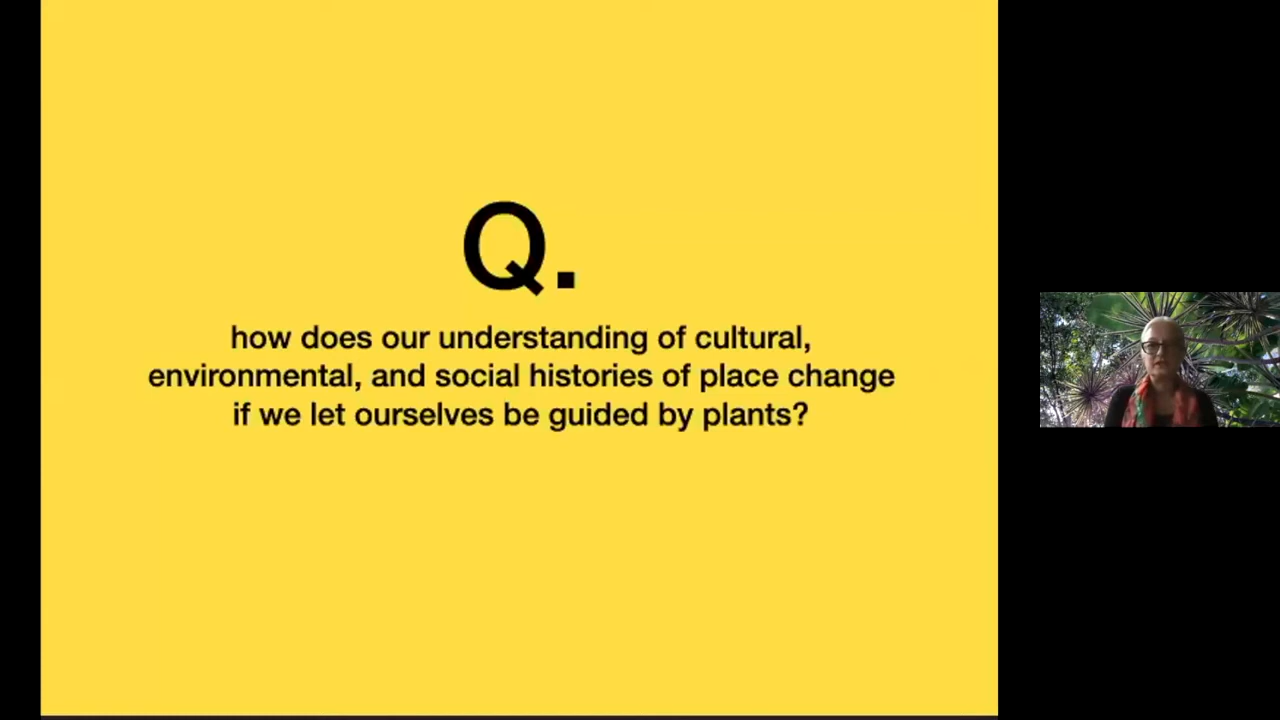 Q.
how does our understanding of cultural,
environmental, and social histories of place change
if we let ourselves be guided by plants?